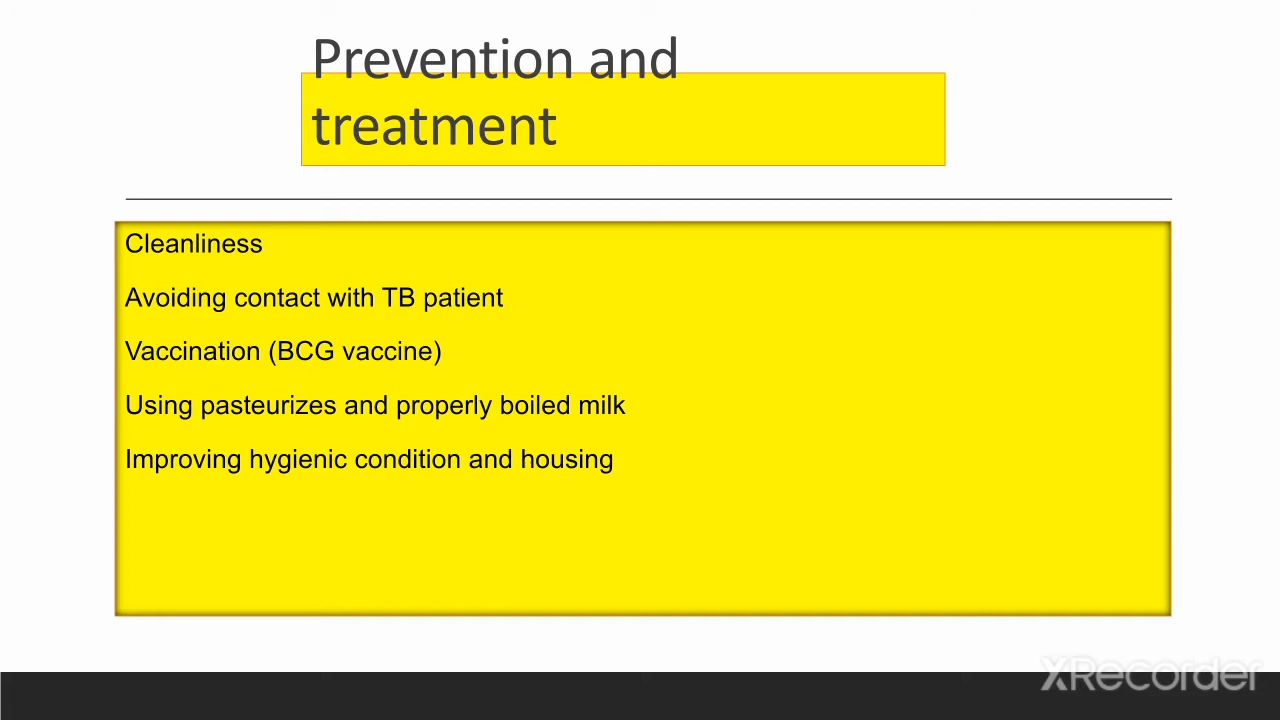 Prevention and
treatment
Cleanliness
Avoiding contact with TB patient
Vaccination (BCG vaccine)
Using pasteurizes and properly boiled milk
Improving hygienic condition and housing
XRecorder